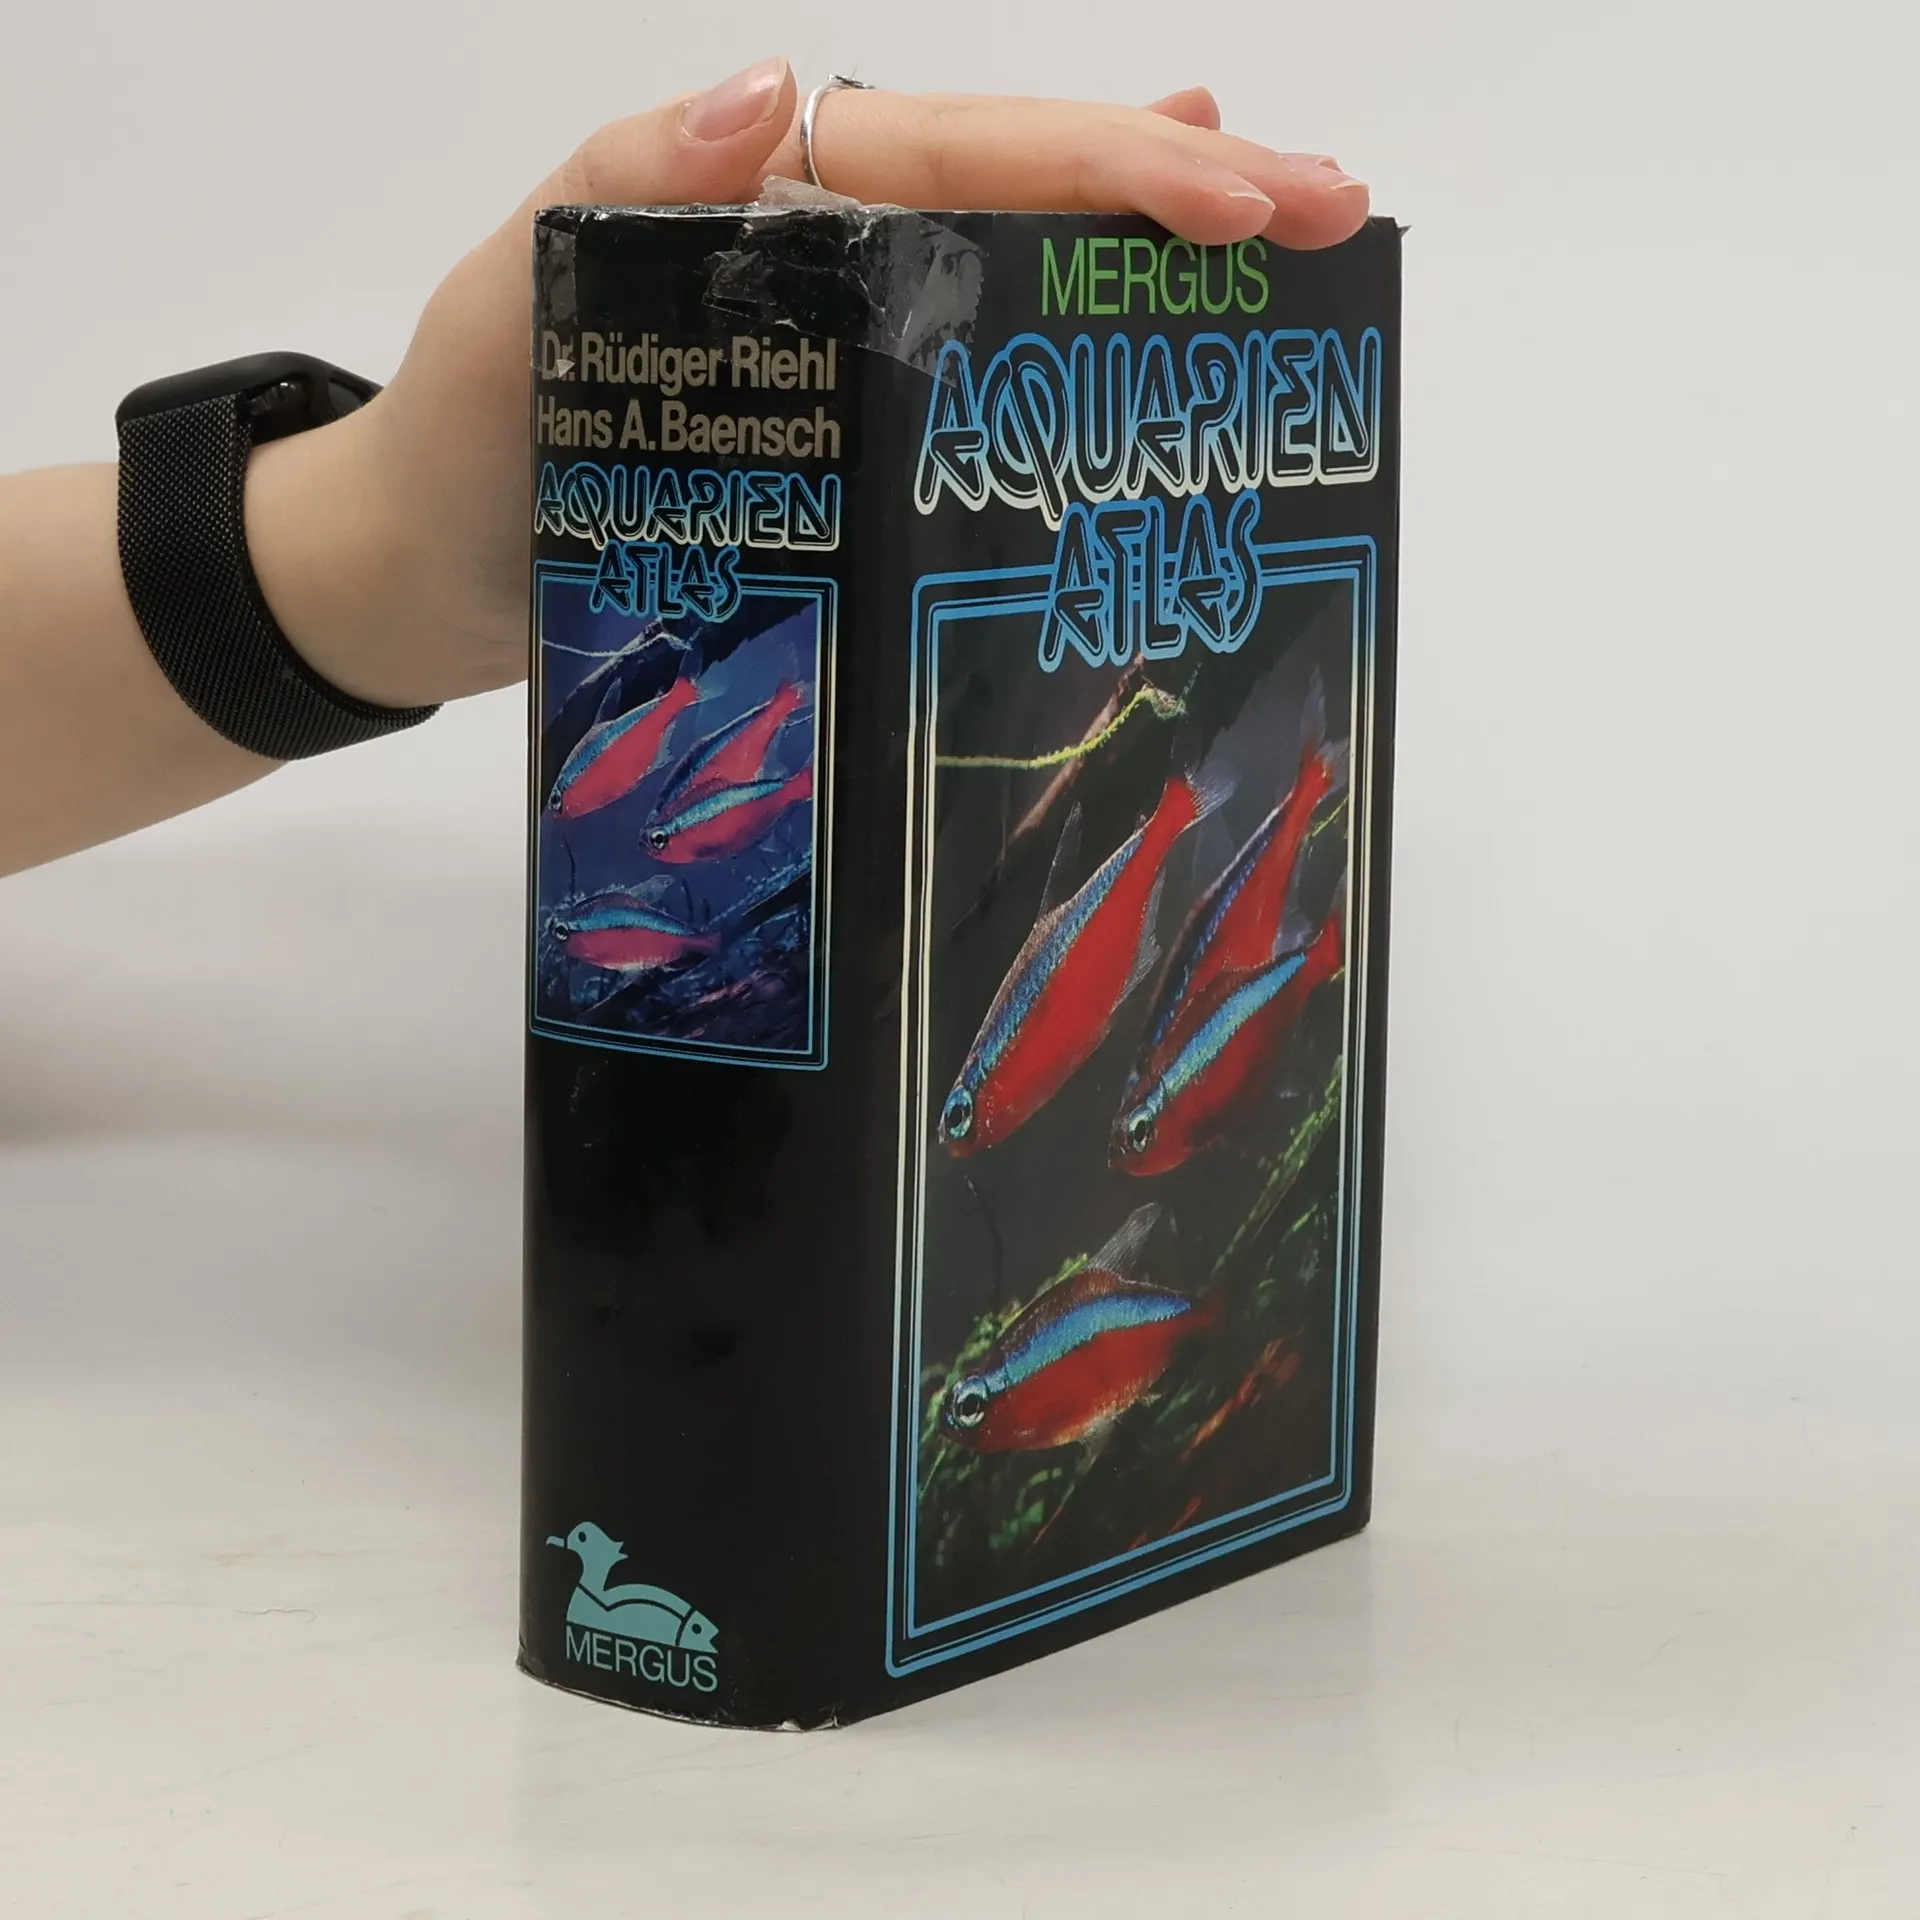 Dr. Rüdiger Riehl
Hans A. Baensch
AQUARIEN
ATLAS
MERGUS
MERGUS
AQUARIEN
ATLAS